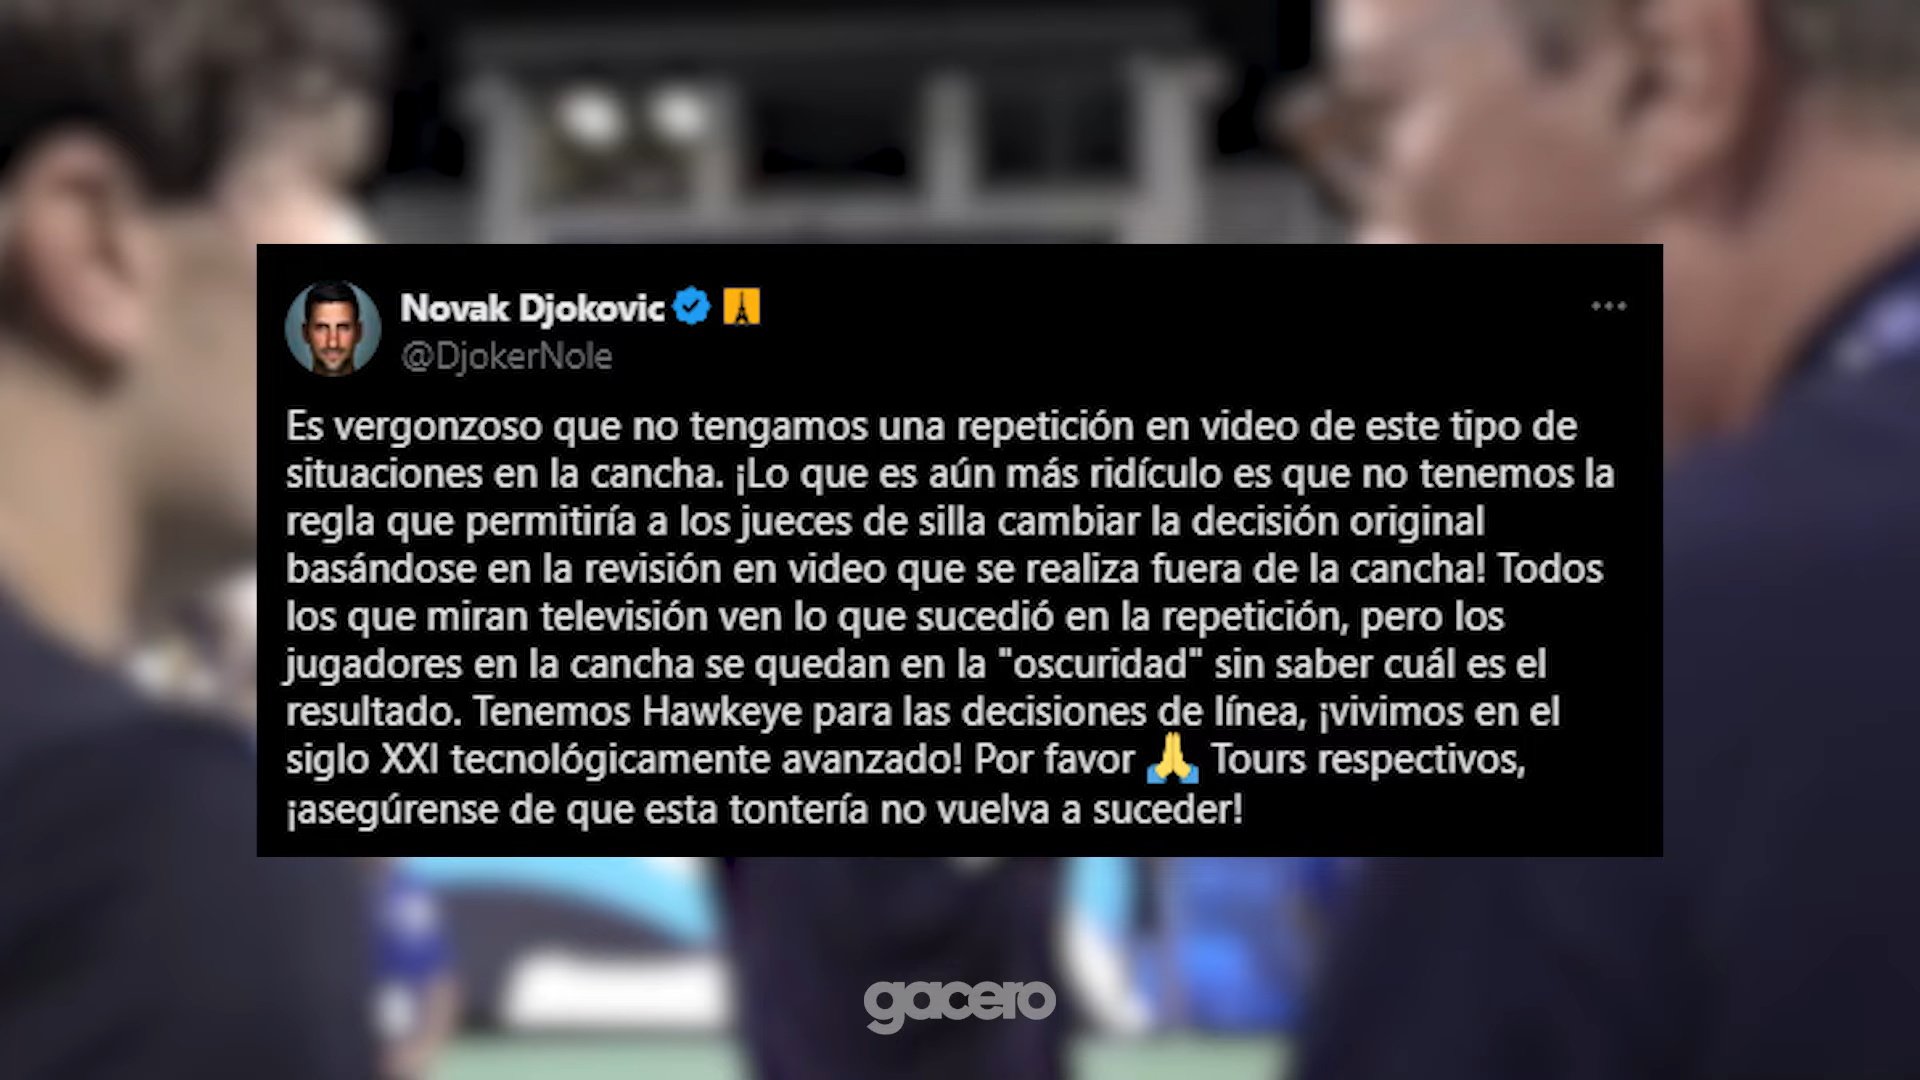 Novak Djokovic
@DjokerNole
Es vergonzoso que no tengamos una repetición en video de este tipo de
situaciones en la cancha. ¡Lo que es aún más ridículo es que no tenemos la
regla que permitiría a los jueces de silla cambiar la decisión original
basándose en la revisión en video que se realiza fuera de la cancha! Todos
los que miran televisión ven lo que sucedió en la repetición, pero los
jugadores en la cancha se quedan en la "oscuridad" sin saber cuál es el
resultado. Tenemos Hawkeye para las decisiones de línea, ¡vivimos en el
siglo XXI tecnológicamente avanzado! Por favor 🙏 Tours respectivos,
¡asegúrense de que esta tontería no vuelva a suceder!
gacero